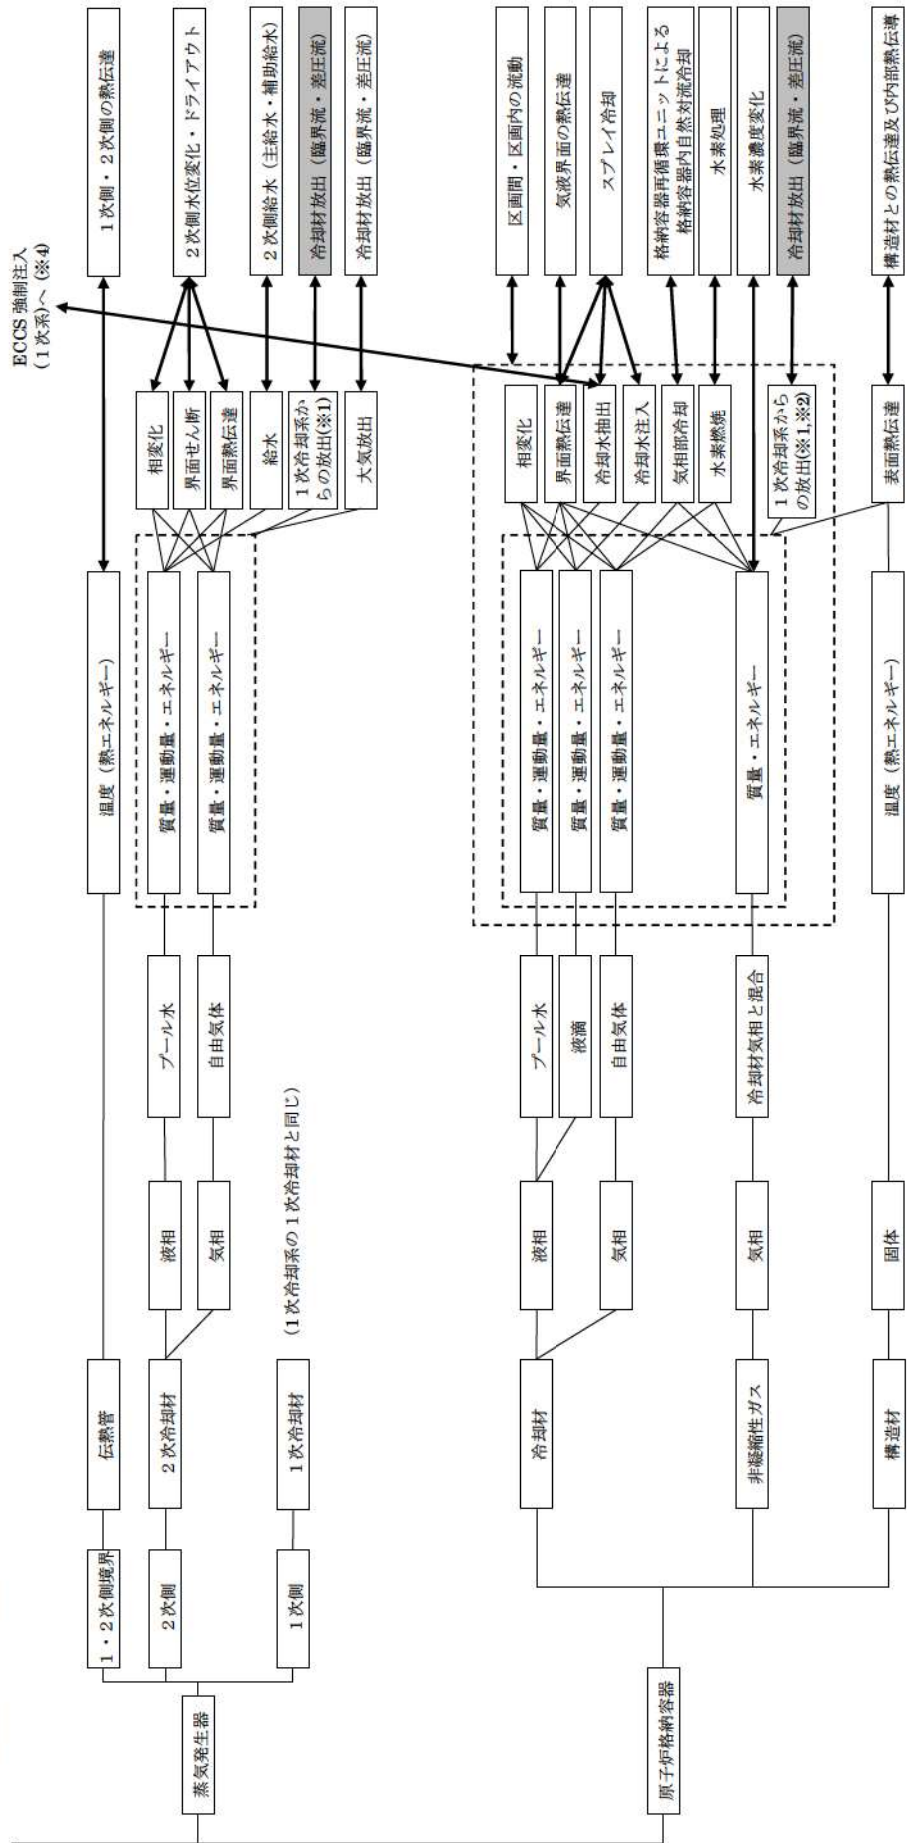 ECCS 強制注入
(1次系)へ (※4)
蒸気発生器
1・2次側境界
伝熱管
温度（熱エネルギー）
1次側・2次側の熱伝達
2次側
2次冷却材
液相
プール水
質量・運動量・エネルギー
気相
自由気体
質量・運動量・エネルギー
相変化
界面せん断
界面熱伝達
2次側水位変化・ドライアウト
給水
2次側給水（主給水・補助給水）
1次冷却系か
らの放出(※1)
冷却材放出（臨界流・差圧流）
大気放出
冷却材放出（臨界流・差圧流）
1次側
1次冷却材
（1次冷却系の1次冷却材と同じ）
原子炉格納容器
冷却材
液相
プール水
質量・運動量・エネルギー
液滴
質量・運動量・エネルギー
気相
自由気体
質量・運動量・エネルギー
非凝縮性ガス
気相
冷却材気相と混合
質量・エネルギー
相変化
界面熱伝達
冷却水抽出
冷却水注入
気相部冷却
水素燃焼
1次冷却系から
の放出(※1,※2)
区画間・区画内の流動
気液界面の熱伝達
スプレイ冷却
格納容器再循環ユニットによる
格納容器内自然対流冷却
水素処理
水素濃度変化
冷却材放出（臨界流・差圧流）
構造材
固体
温度（熱エネルギー）
表面熱伝達
構造材との熱伝達及び内部熱伝導